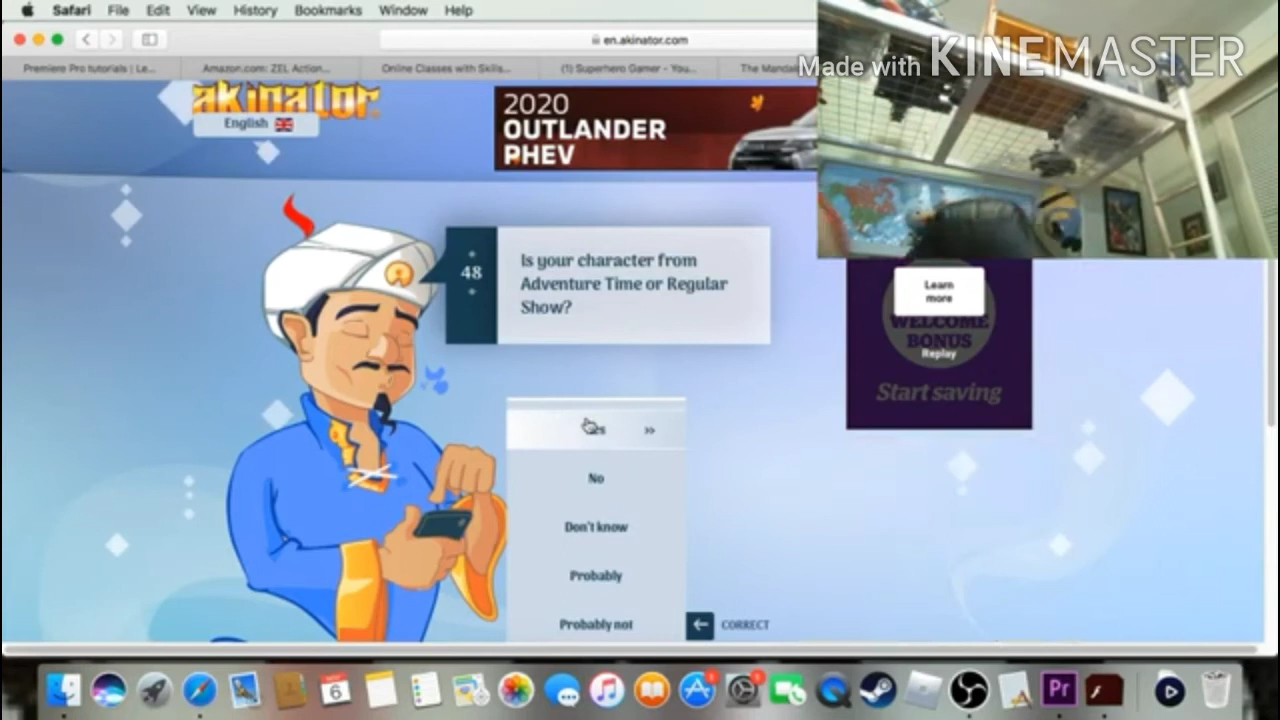 Safari File Edit View History Bookmarks Window Help
en.akinator.com
Premiere Pro tutorials | Le... Amazon.com: ZEL Action... Online Classes with Skills... (1) Superhero Gamer - You... The Manda
Made with KINEMASTER
akinator
English
2020
OUTLANDER
PHEV
48
Is your character from
Adventure Time or Regular
Show?
Learn
more
WELCOME
BONUS
Replay
Start saving
No
Don't know
Probably
Probably not
CORRECT
6
Pr